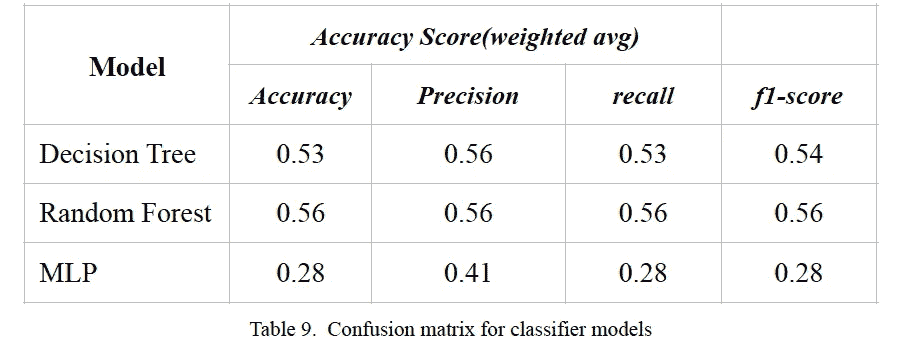 Model Accuracy Score(weighted avg)
Accuracy Precision recall f1-score
Decision Tree 0.53 0.56 0.53 0.54
Random Forest 0.56 0.56 0.56 0.56
MLP 0.28 0.41 0.28 0.28
Table 9. Confusion matrix for classifier models